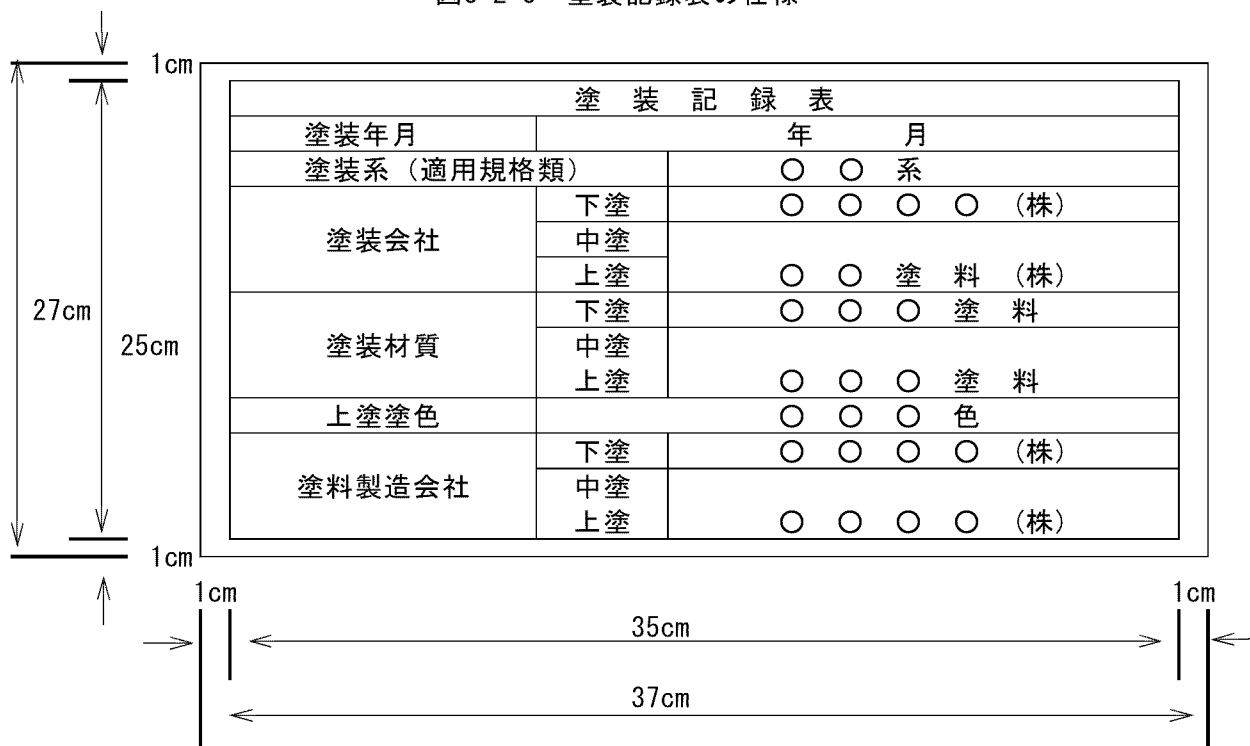 塗装記録表
塗装年月 年 月
塗装系（適用規格類） ○○系
塗装会社 下塗 ○○○○(株)
中塗
上塗 ○○塗料(株)
塗装材質 下塗 ○○○塗料
中塗
上塗 ○○○塗料
上塗塗色 ○○○色
塗料製造会社 下塗 ○○○○(株)
中塗
上塗 ○○○○(株)
1cm
27cm
25cm
1cm
1cm
1cm
35cm
37cm